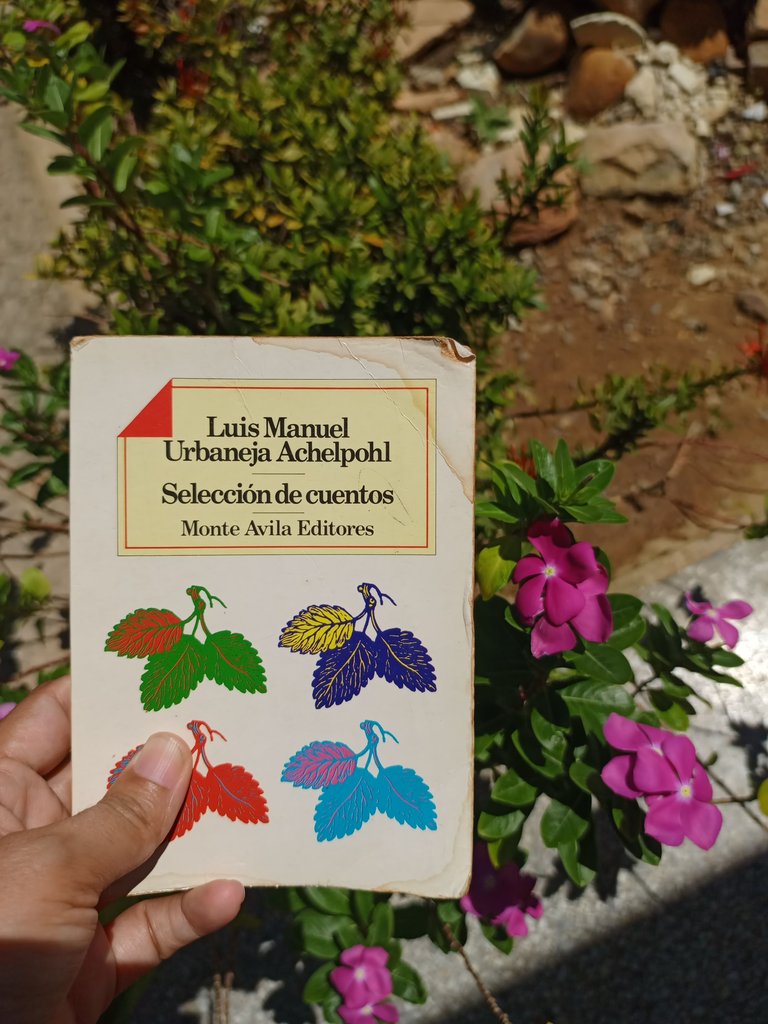 Luis Manuel
Urbaneja Achelpohl
Selección de cuentos
Monte Avila Editores